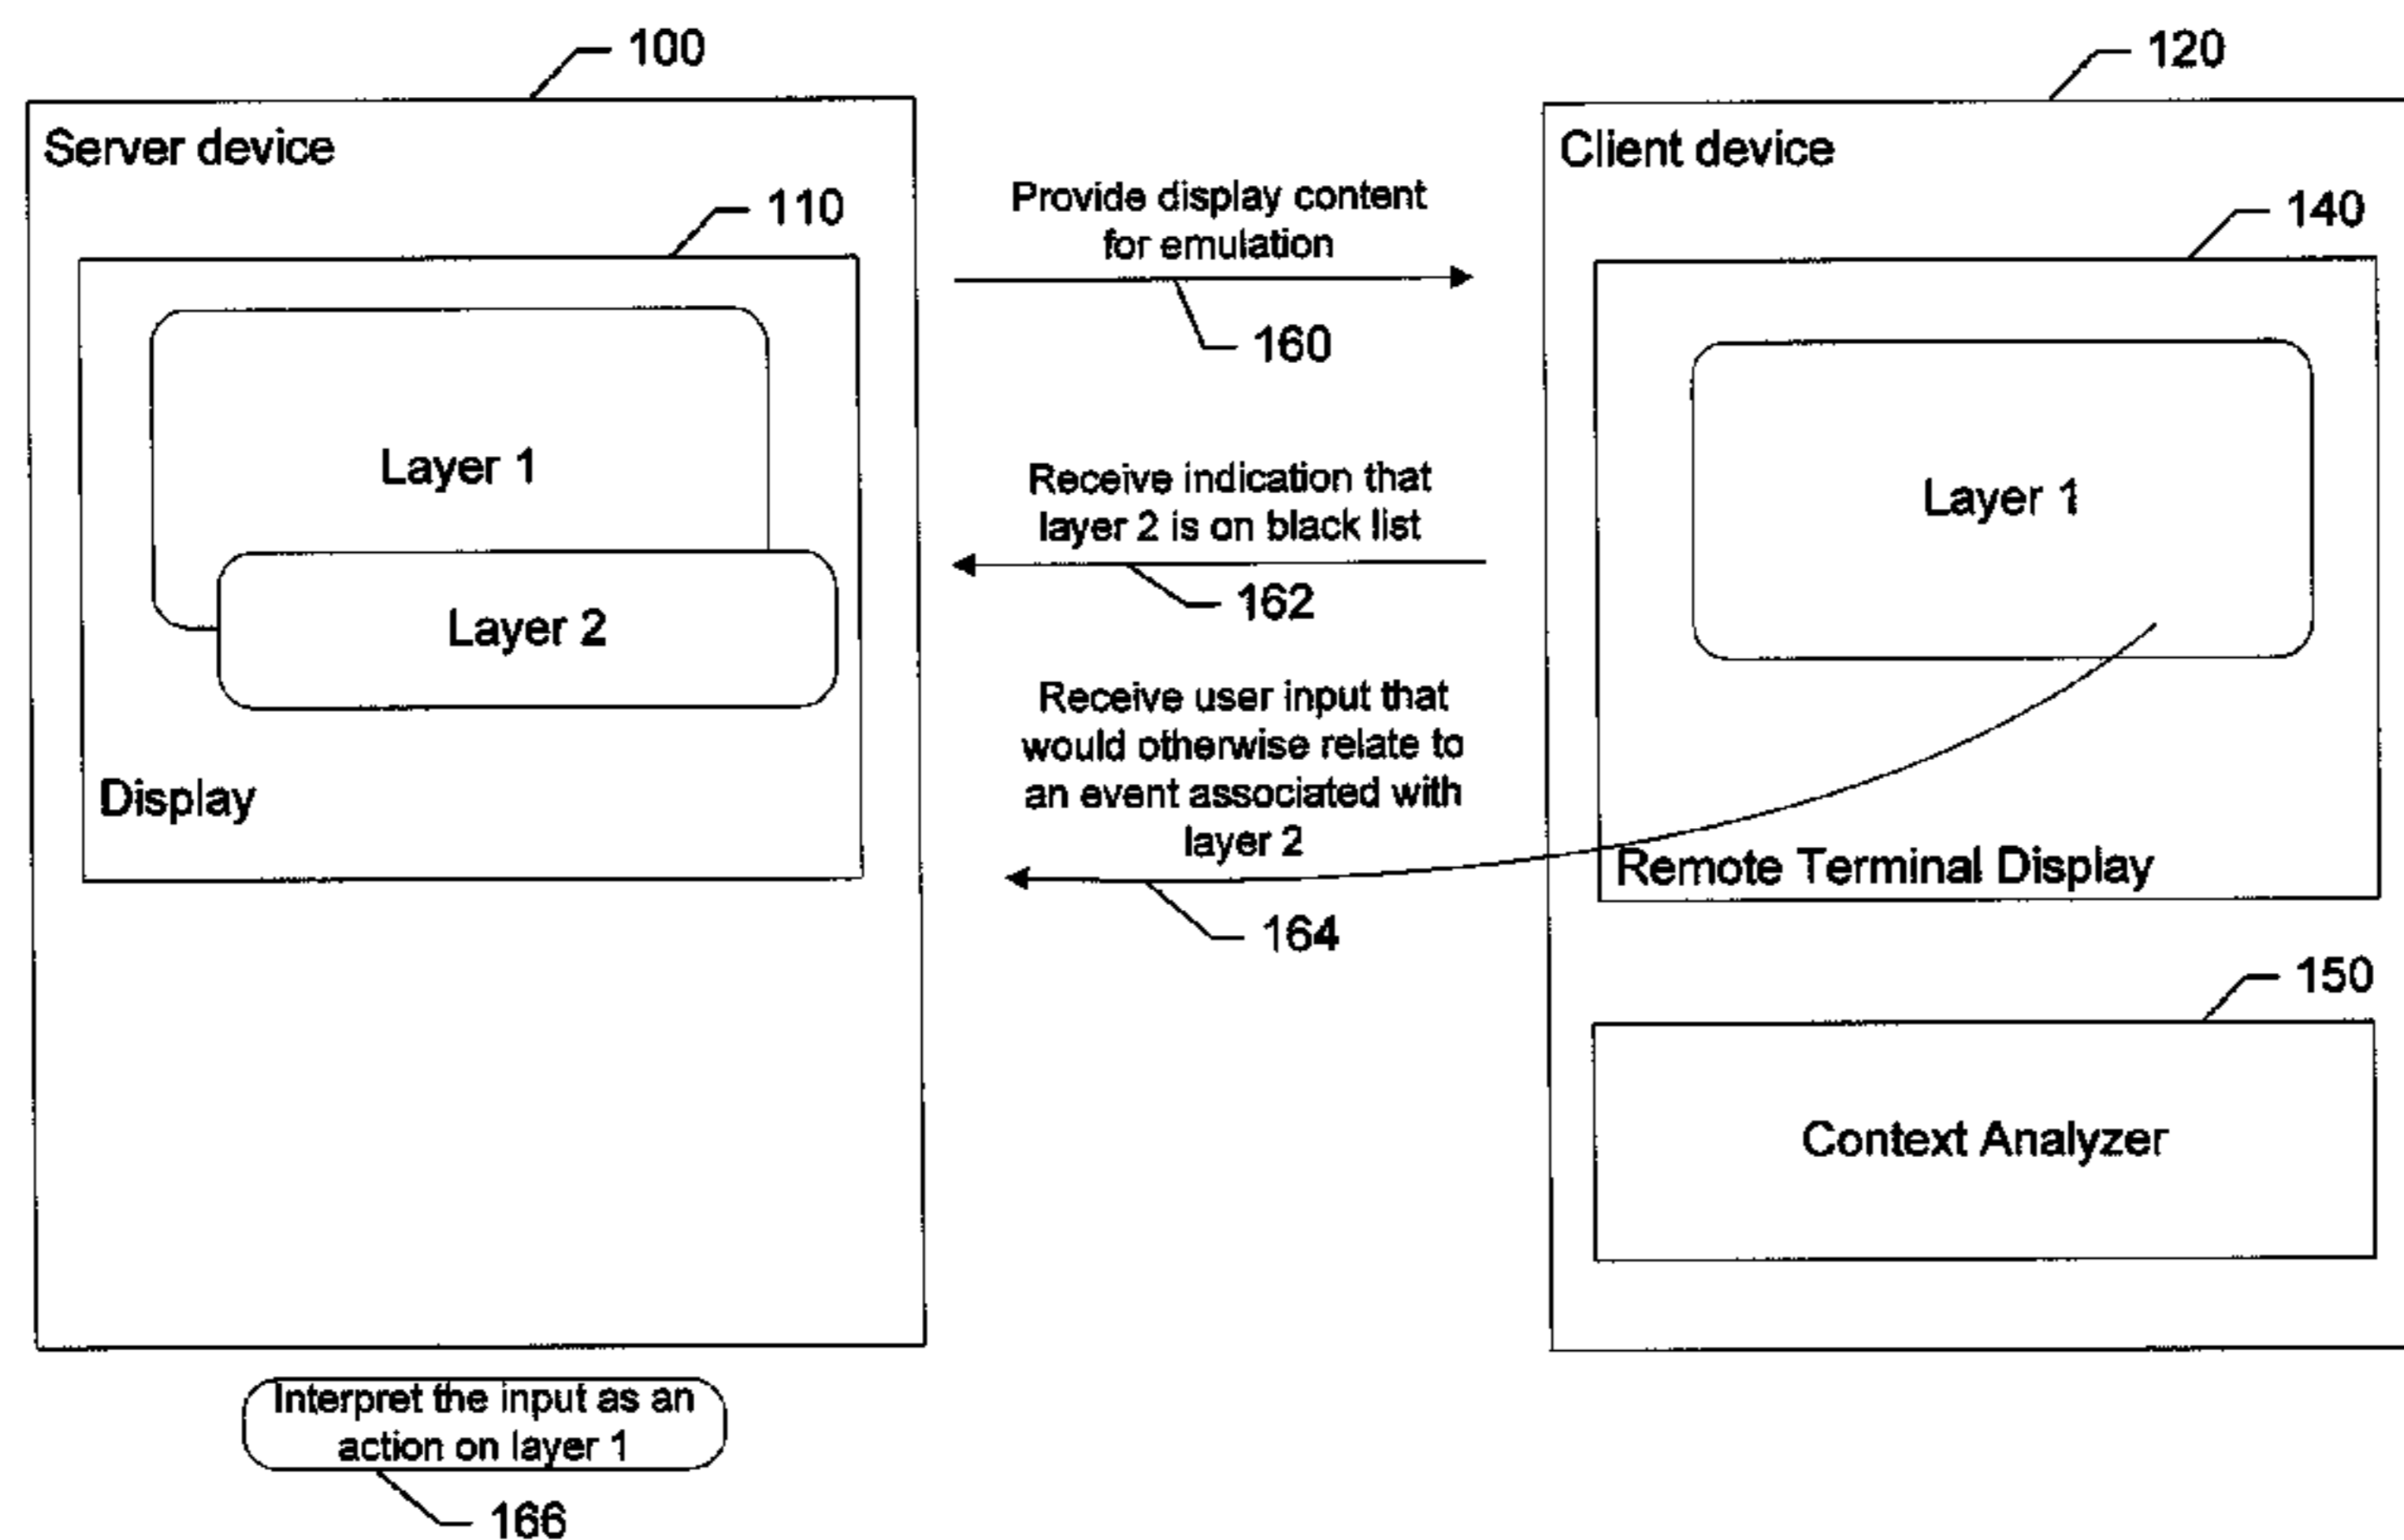 100
Server device
110
Layer 1
Layer 2
Display
Provide display content
for emulation
160
Receive indication that
layer 2 is on black list
162
Receive user input that
would otherwise relate to
an event associated with
layer 2
164
120
Client device
140
Layer 1
Remote Terminal Display
150
Context Analyzer
Interpret the input as an
action on layer 1
166